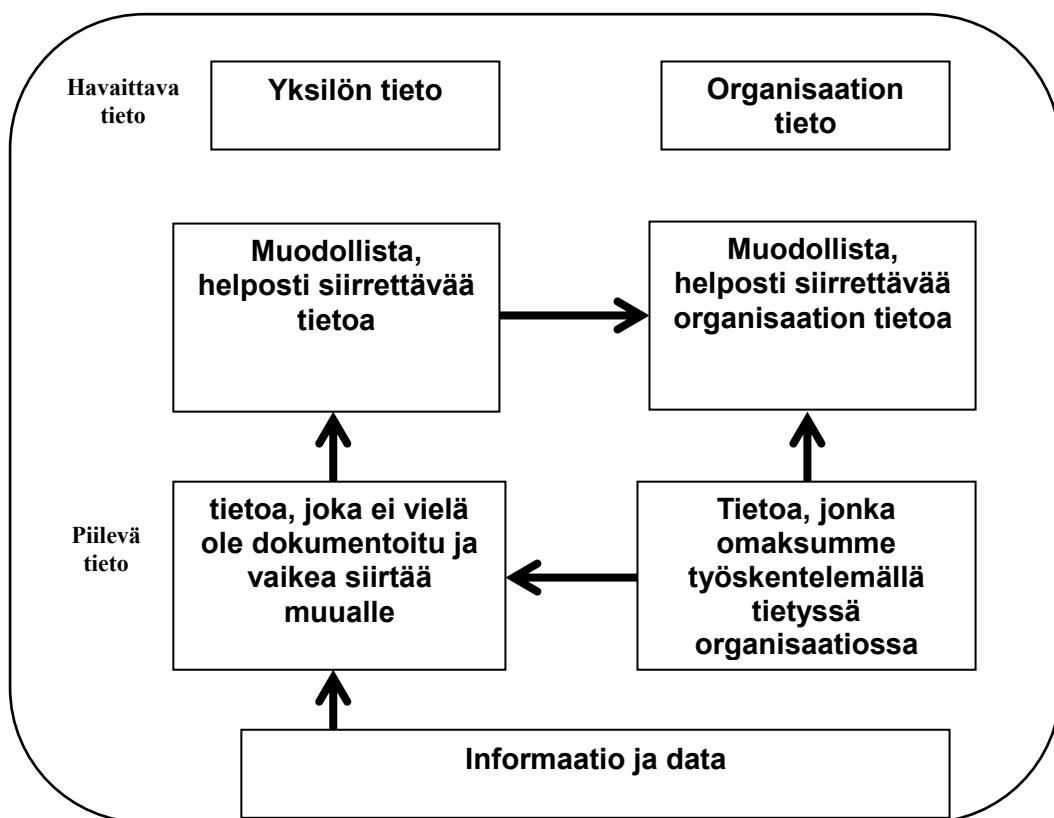 Havaittava
tieto
Yksilön tieto
Organisaation
tieto
Muodollista,
helposti siirrettävää
tietoa
Muodollista,
helposti siirrettävää
organisaation tietoa
Piilevä
tieto
tietoa, joka ei vielä
ole dokumentoitu ja
vaikea siirtää
muualle
Tietoa, jonka
omaksumme
työskentelemällä
tietyssä
organisaatiossa
Informaatio ja data